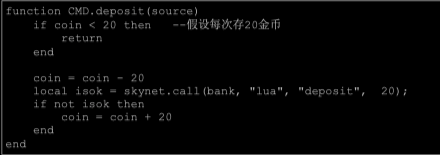 function CMD.deposit(source)
    if coin < 20 then   --假设每次存20金币
        return
    end

    coin = coin - 20
    local isok = skynet.call(bank, "lua", "deposit",  20);
    if not isok then
        coin = coin + 20
    end
end